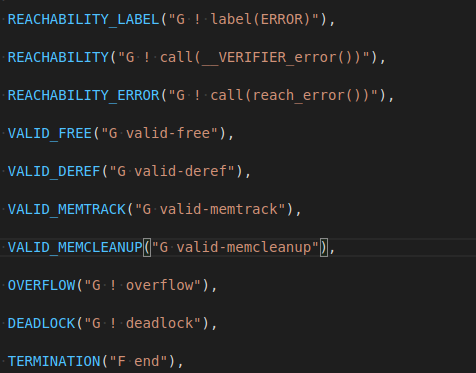 REACHABILITY_LABEL("G ! label(ERROR)"),
REACHABILITY("G ! call(__VERIFIER_error())"),
REACHABILITY_ERROR("G ! call(reach_error())"),
VALID_FREE("G valid-free"),
VALID_DEREF("G valid-deref"),
VALID_MEMTRACK("G valid-memtrack"),
VALID_MEMCLEANUP("G valid-memcleanup"),
OVERFLOW("G ! overflow"),
DEADLOCK("G ! deadlock"),
TERMINATION("F end"),